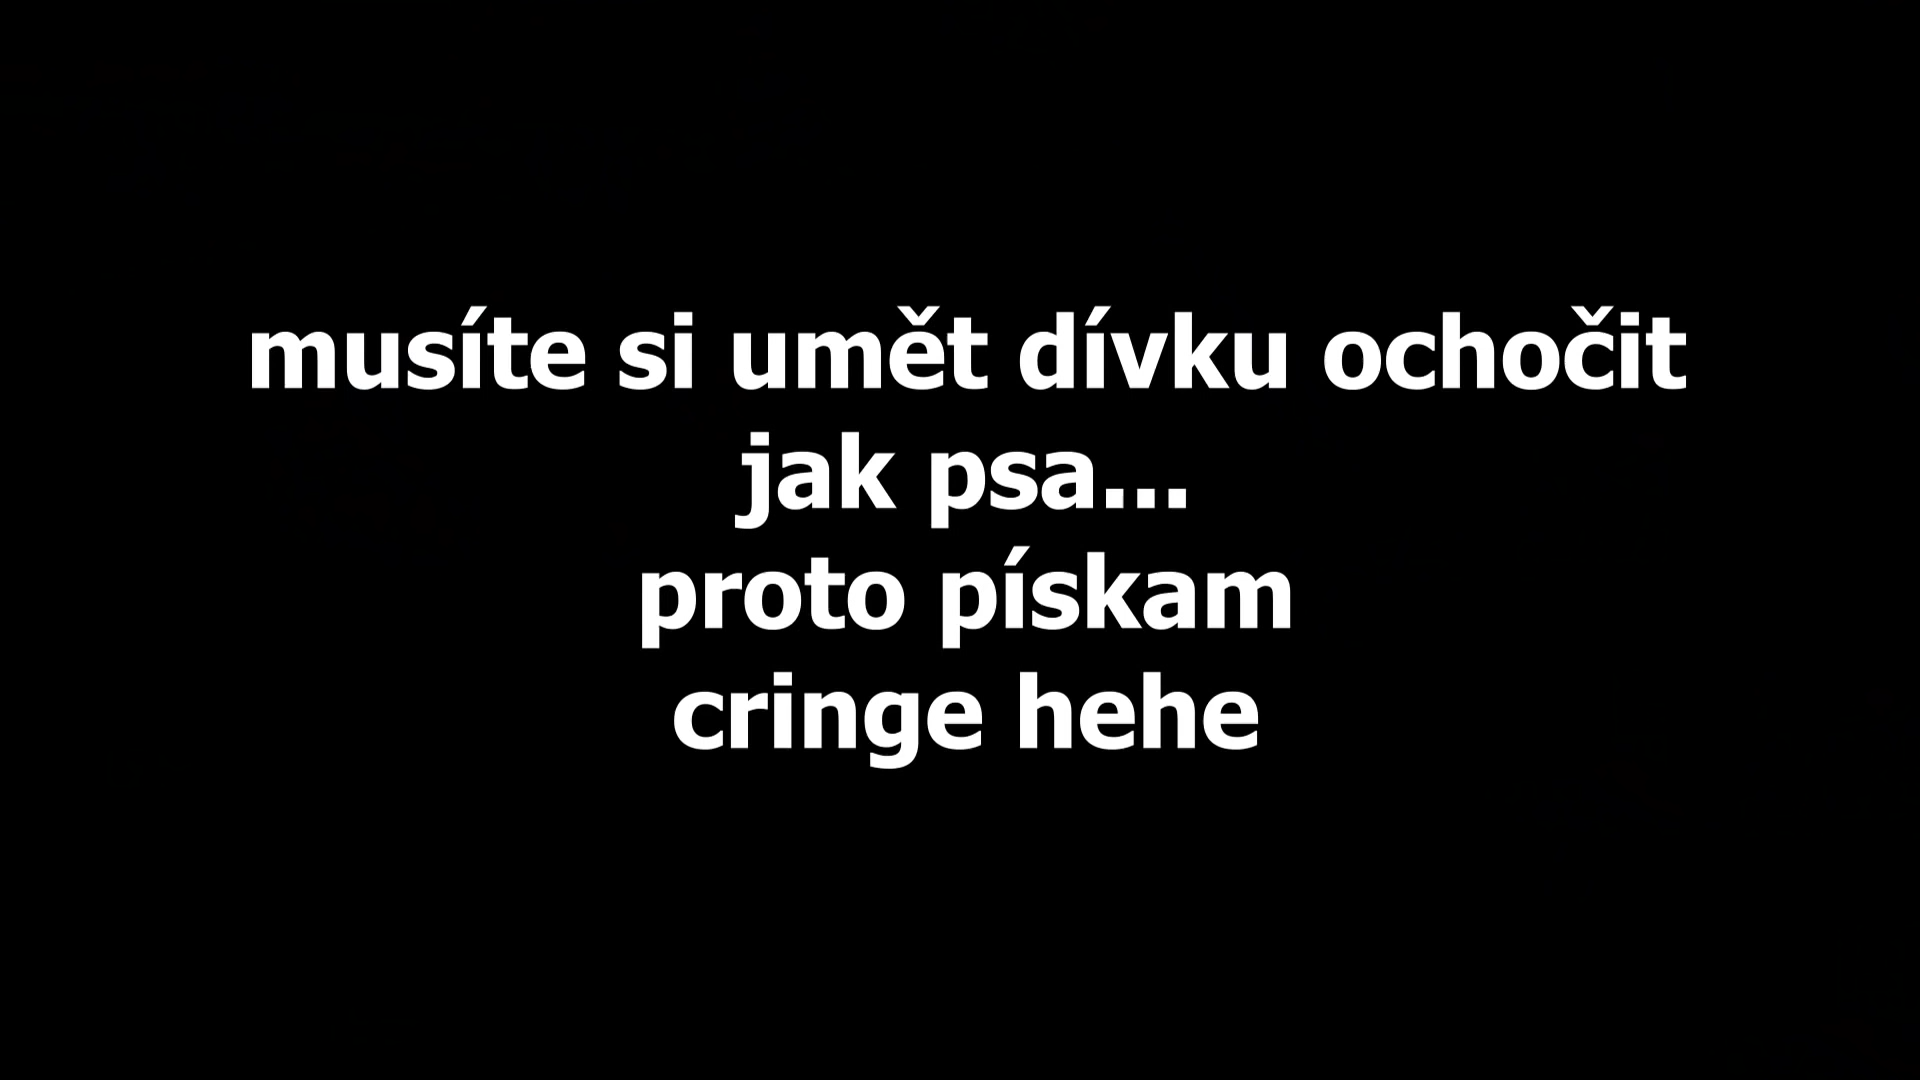 musíte si umět dívku ochočit
jak psa...
proto pískam
cringe hehe